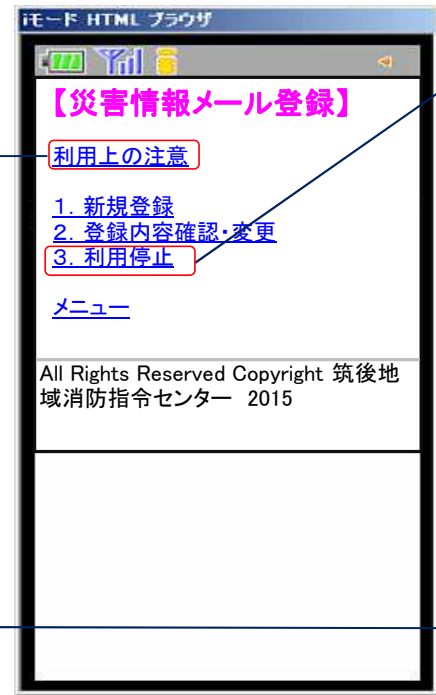 iモード HTML ブラウザ
【災害情報メール登録】
利用上の注意
1. 新規登録
2. 登録内容確認・変更
3. 利用停止
メニュー
All Rights Reserved Copyright 筑後地
域消防指令センター 2015